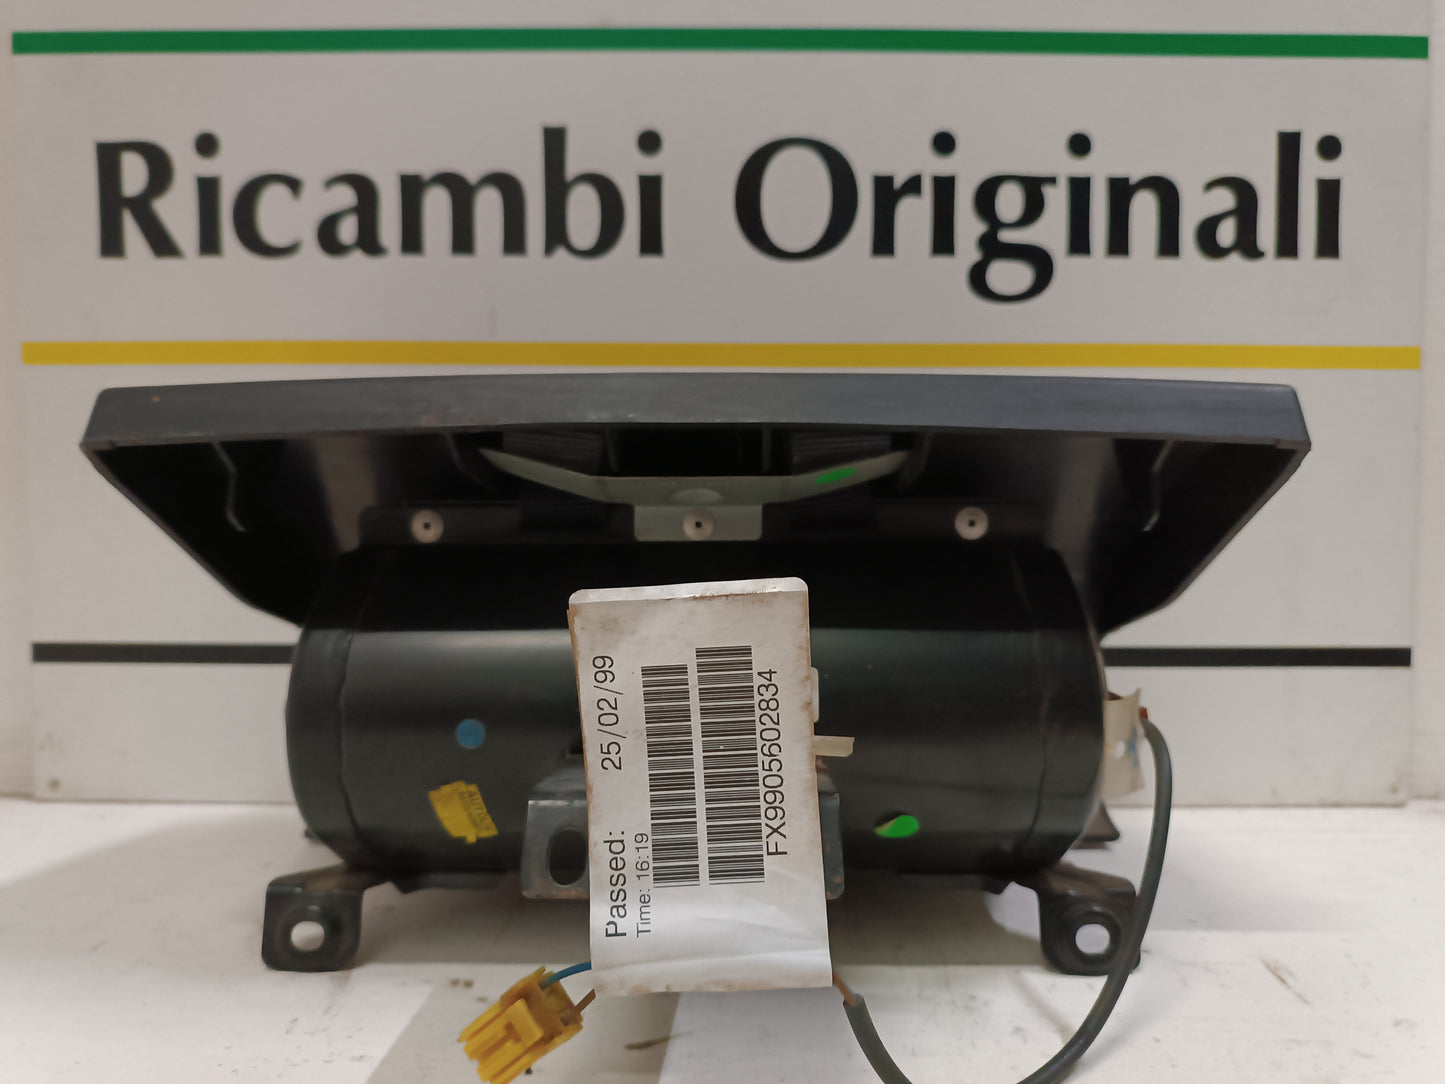 Ricambi Originali
Passed: 25/02/99
Time: 16:19
FX9905602834